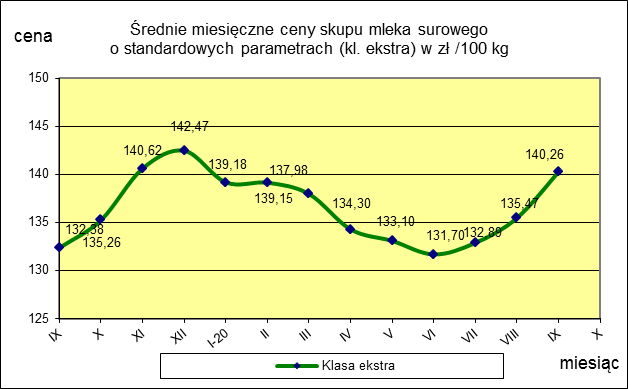 Średnie miesięczne ceny skupu mleka surowego
o standardowych parametrach (kl. ekstra) w zł /100 kg
cena
150
145
140
135
130
125
132,38
135,26
140,62
142,47
139,18
139,15
137,98
134,30
133,10
131,70
132,89
135,47
140,26
IX
X
XI
XII
I-20
II
III
IV
V
VI
VII
VIII
IX
X
Klasa ekstra
miesiąc